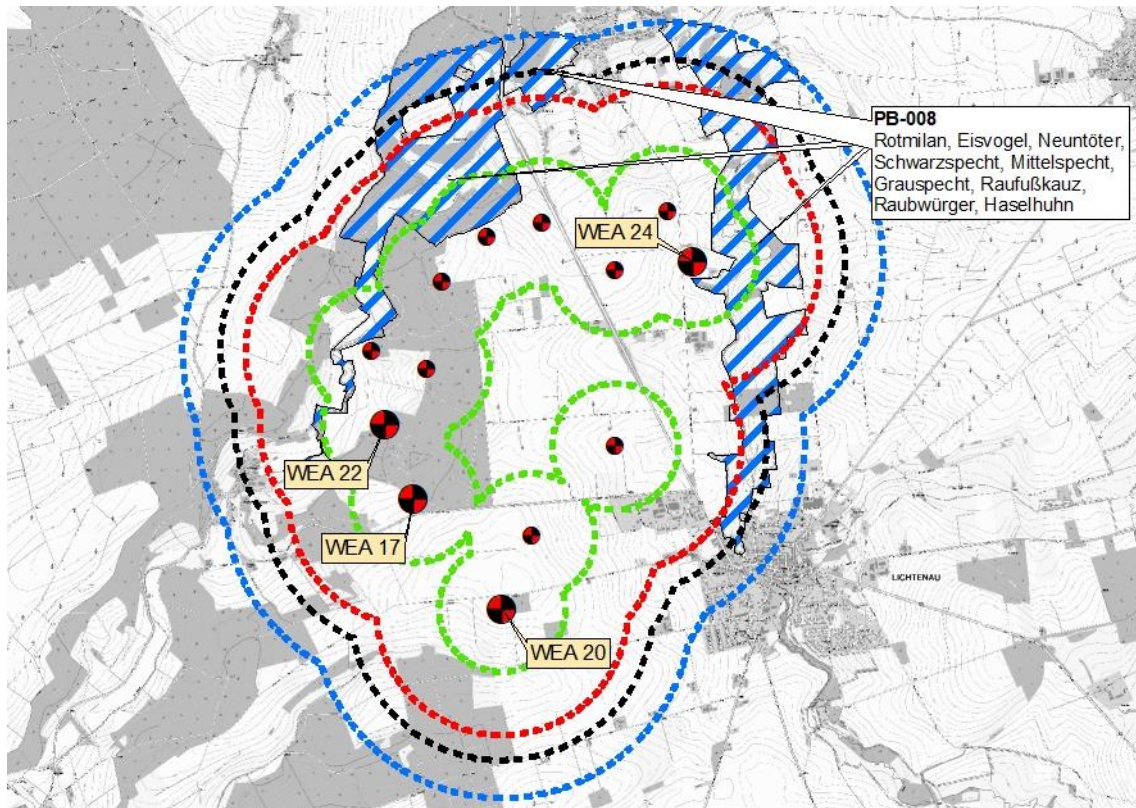 PB-008
Rotmilan, Eisvogel, Neuntöter,
Schwarzspecht, Mittelspecht,
Grauspecht, Raufußkauz,
Raubwürger, Haselhuhn
WEA 24
WEA 22
WEA 17
LICHTENAU
WEA 20